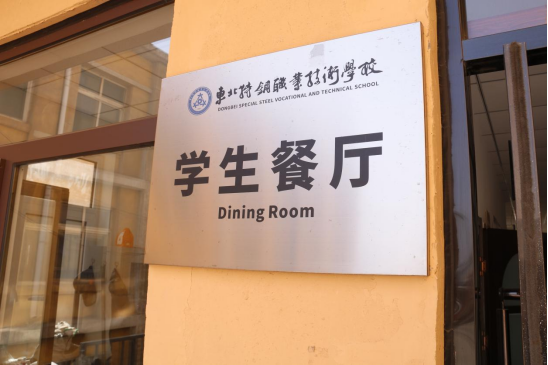 東北特鋼職業技術學校
DONGBEI SPECIAL STEEL VOCATIONAL AND TECHNICAL SCHOOL
学生餐厅
Dining Room